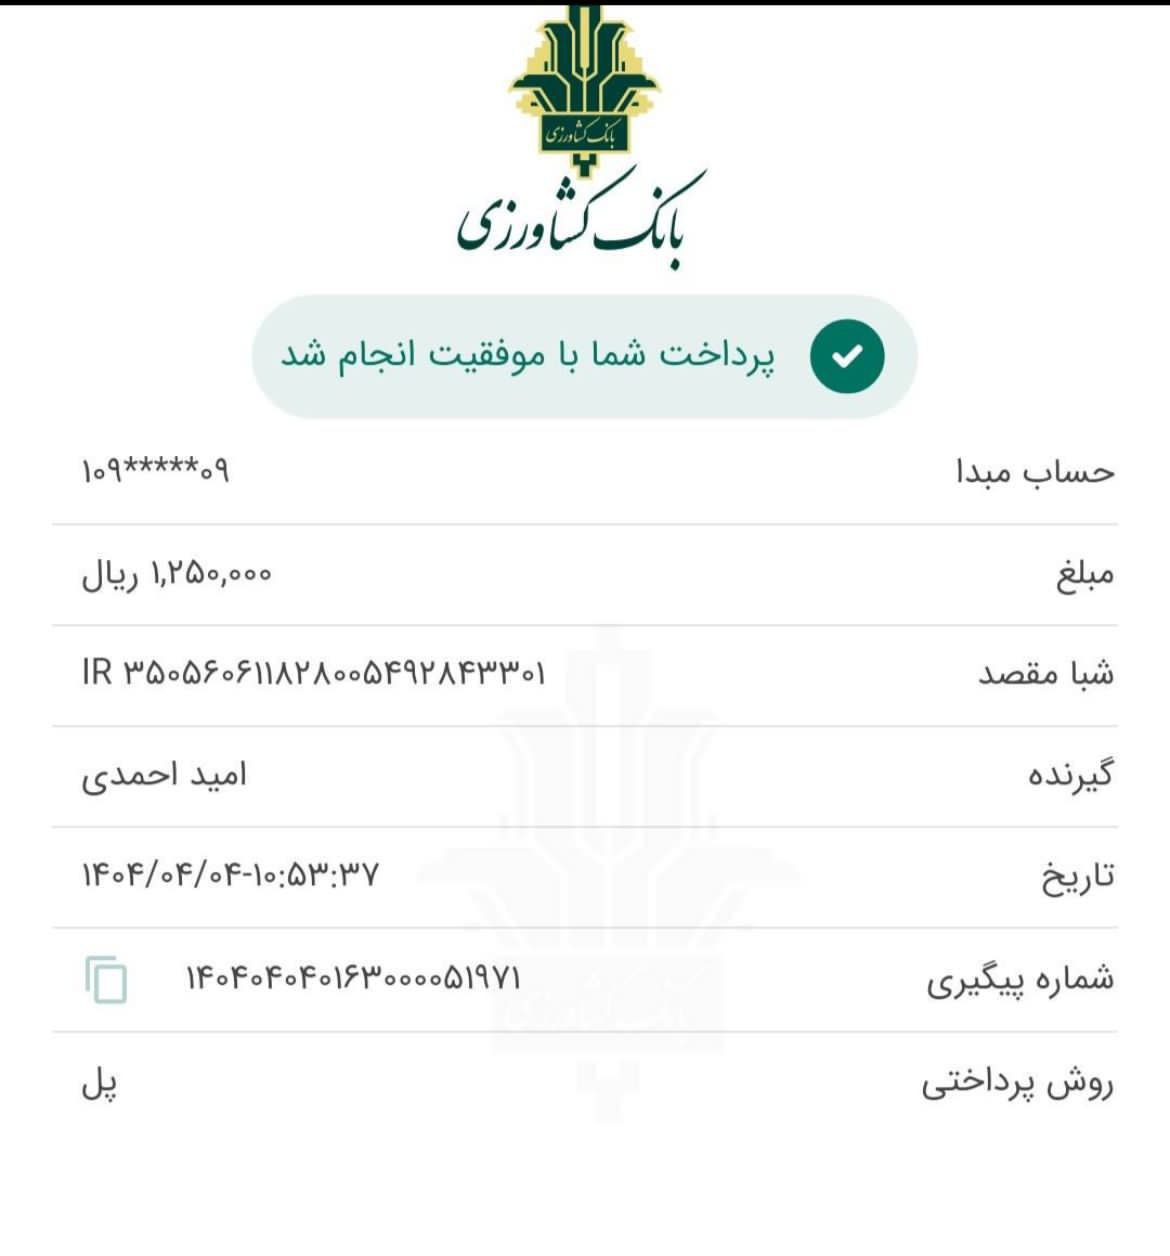 بانک کشاورزی
بانک کشاورزی
پرداخت شما با موفقیت انجام شد
حساب مبدا ۱۰۹*****۰۹
مبلغ ۱,۲۵۰,۰۰۰ ریال
شبا مقصد IR ۳۵۰۵۶۰۶۱۱۸۲۸۰۰۵۴۹۲۸۴۳۳۰۱
گیرنده امید احمدی
تاریخ ۱۴۰۴/۰۴/۰۴-۱۰:۵۳:۳۷
شماره پیگیری ۱۴۰۴۰۴۰۴۰۱۶۳۰۰۰۰۵۱۹۷۱
روش پرداختی پل